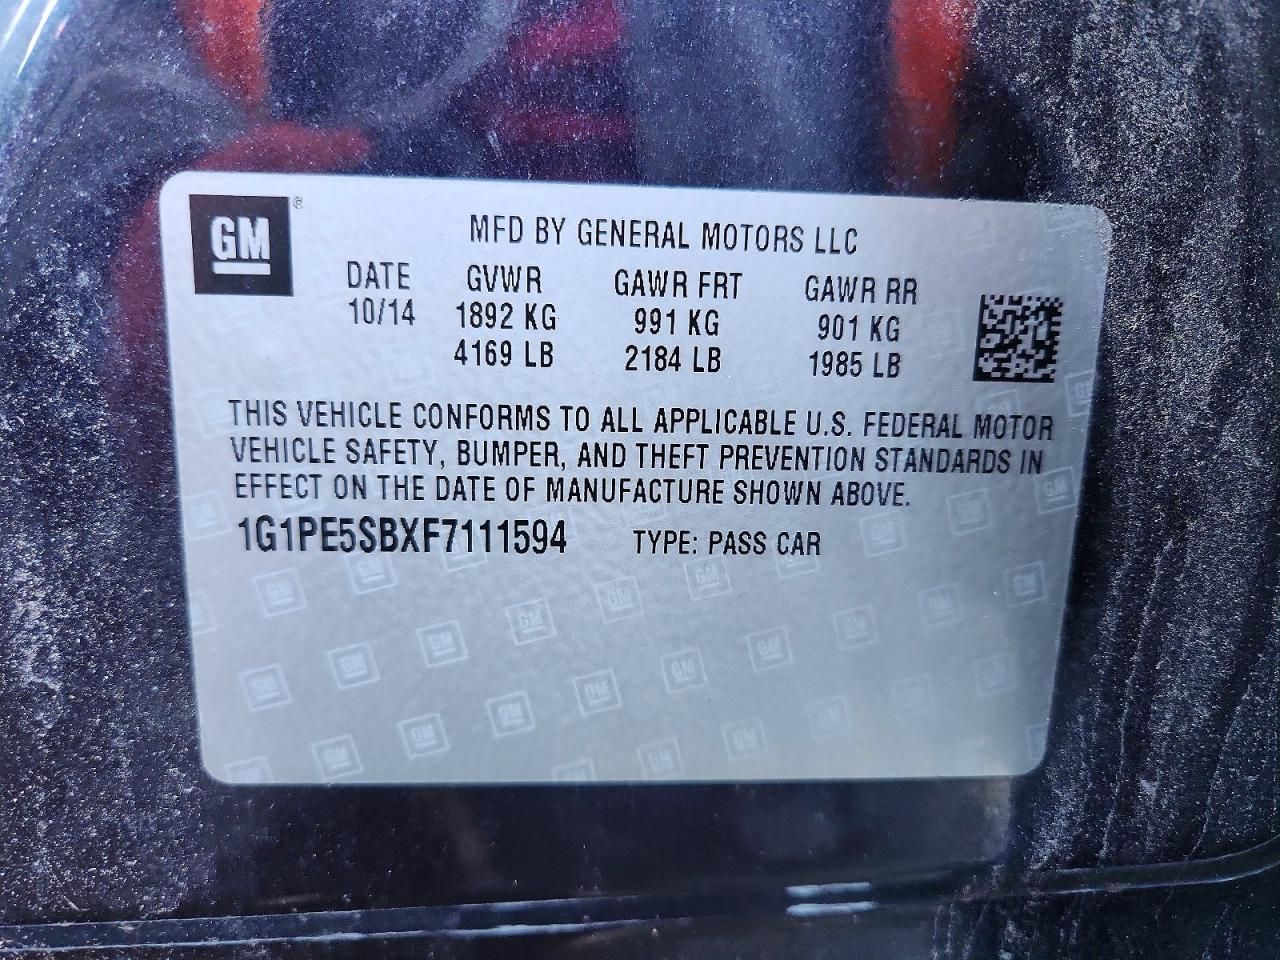 GM ®
MFD BY GENERAL MOTORS LLC
DATE GVWR GAWR FRT GAWR RR
10/14 1892 KG 991 KG 901 KG
4169 LB 2184 LB 1985 LB
THIS VEHICLE CONFORMS TO ALL APPLICABLE U.S. FEDERAL MOTOR
VEHICLE SAFETY, BUMPER, AND THEFT PREVENTION STANDARDS IN
EFFECT ON THE DATE OF MANUFACTURE SHOWN ABOVE.
1G1PE5SBXF7111594 TYPE: PASS CAR